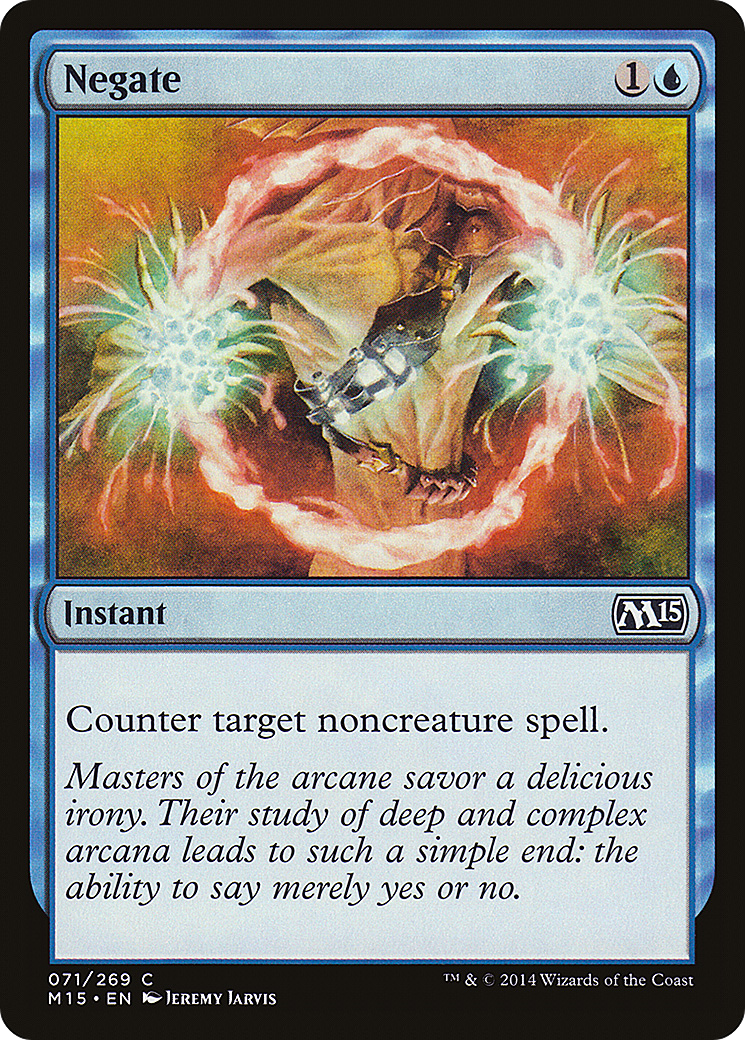 Negate
1
Instant
M15
Counter target noncreature spell.
Masters of the arcane savor a delicious
irony. Their study of deep and complex
arcana leads to such a simple end: the
ability to say merely yes or no.
071/269 C
M15 • EN Jeremy Jarvis
™ & © 2014 Wizards of the Coast